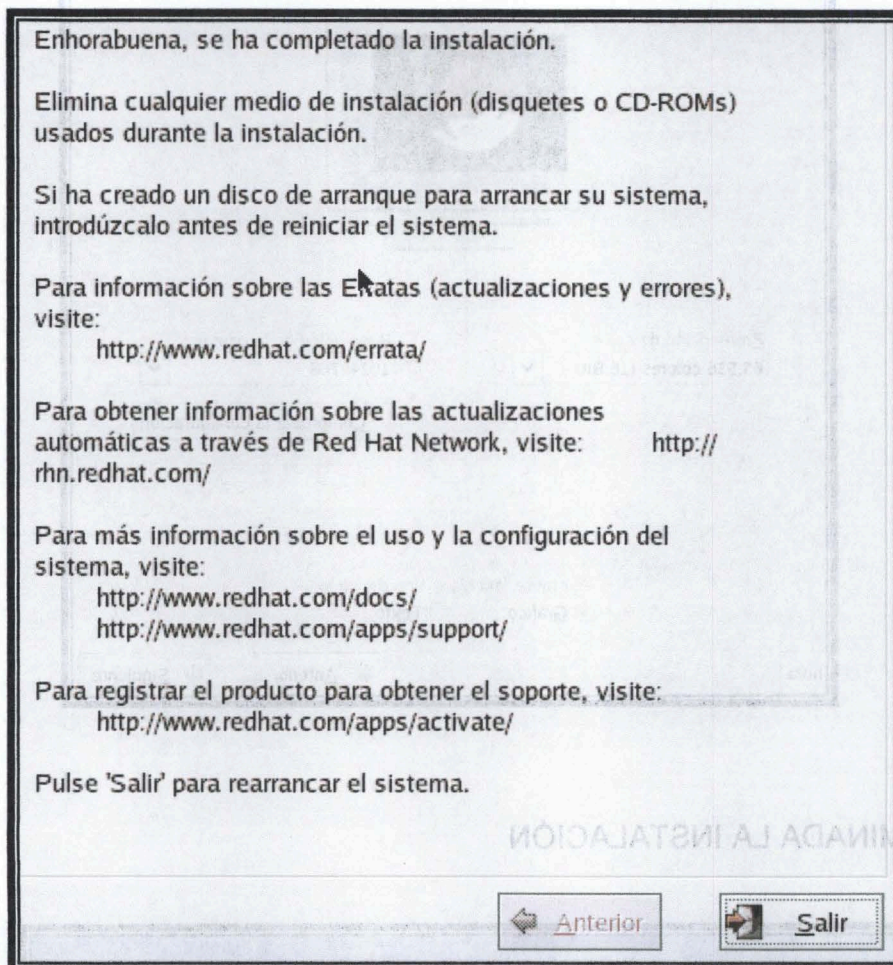 Enhorabuena, se ha completado la instalación.
Elimina cualquier medio de instalación (disquetes o CD-ROMs)
usados durante la instalación.
Si ha creado un disco de arranque para arrancar su sistema,
introdúzcalo antes de reiniciar el sistema.
Para información sobre las Erratas (actualizaciones y errores),
visite:
http://www.redhat.com/errata/
Para obtener información sobre las actualizaciones
automáticas a través de Red Hat Network, visite: http://
rhn.redhat.com/
Para más información sobre el uso y la configuración del
sistema, visite:
http://www.redhat.com/docs/
http://www.redhat.com/apps/support/
Para registrar el producto para obtener el soporte, visite:
http://www.redhat.com/apps/activate/
Pulse 'Salir' para rearrancar el sistema.
MINADA LA INSTALACIÓN
Anterior
Salir